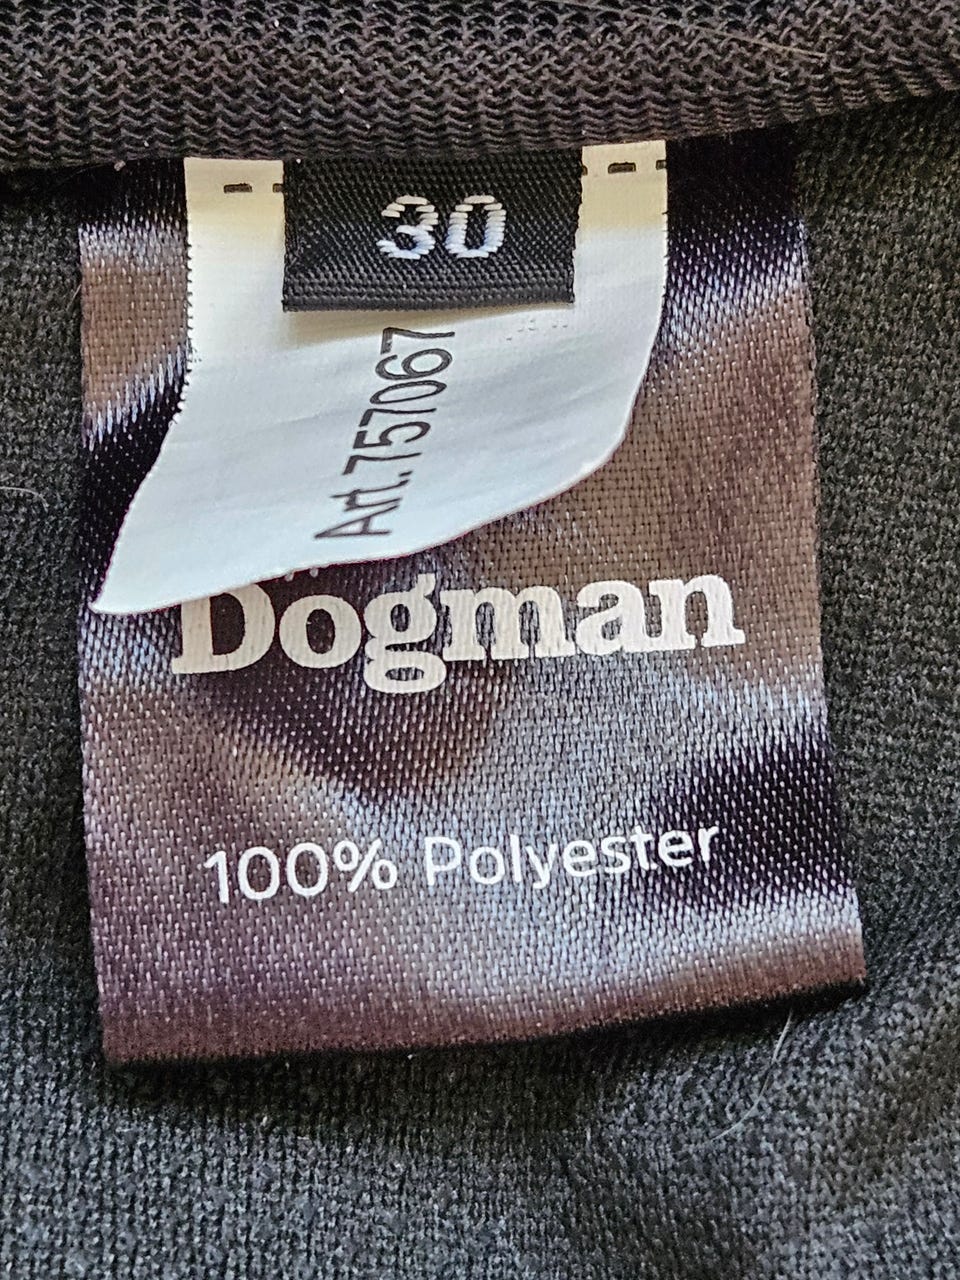 30
Art.757067
Dogman
100% Polyester